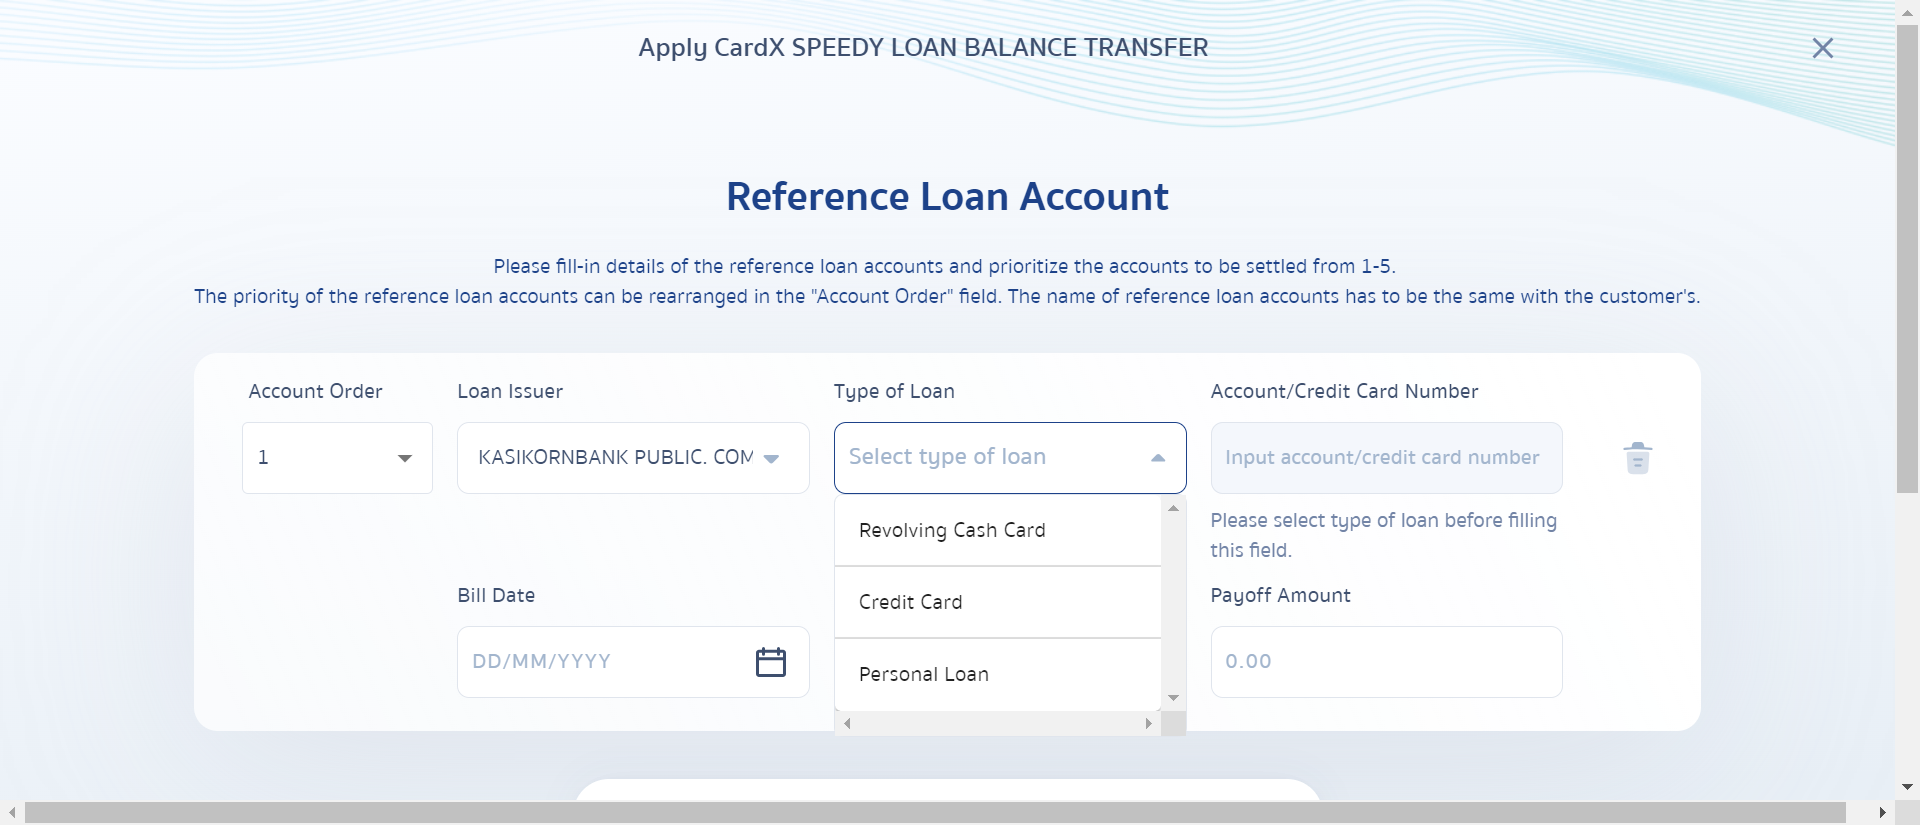 Apply CardX SPEEDY LOAN BALANCE TRANSFER
Reference Loan Account
Please fill-in details of the reference loan accounts and prioritize the accounts to be settled from 1-5.
The priority of the reference loan accounts can be rearranged in the "Account Order" field. The name of reference loan accounts has to be the same with the customer's.
Account Order
Loan Issuer
Type of Loan
Account/Credit Card Number
1
KASIKORNBANK PUBLIC. COM
Select type of loan
Input account/credit card number
Please select type of loan before filling
this field.
Revolving Cash Card
Credit Card
Personal Loan
Bill Date
DD/MM/YYYY
Payoff Amount
0.00